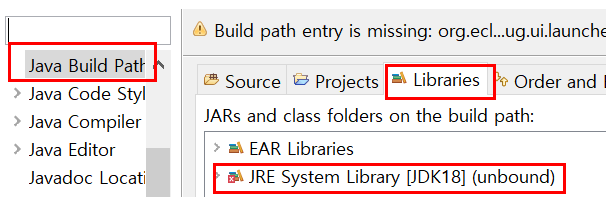 Build path entry is missing: org.ecl...ug.ui.launche
Java Build Path
Java Code Styl
Java Compiler
Java Editor
Javadoc Locati
Source
Projects
Libraries
Order and
JARs and class folders on the build path:
EAR Libraries
JRE System Library [JDK18] (unbound)